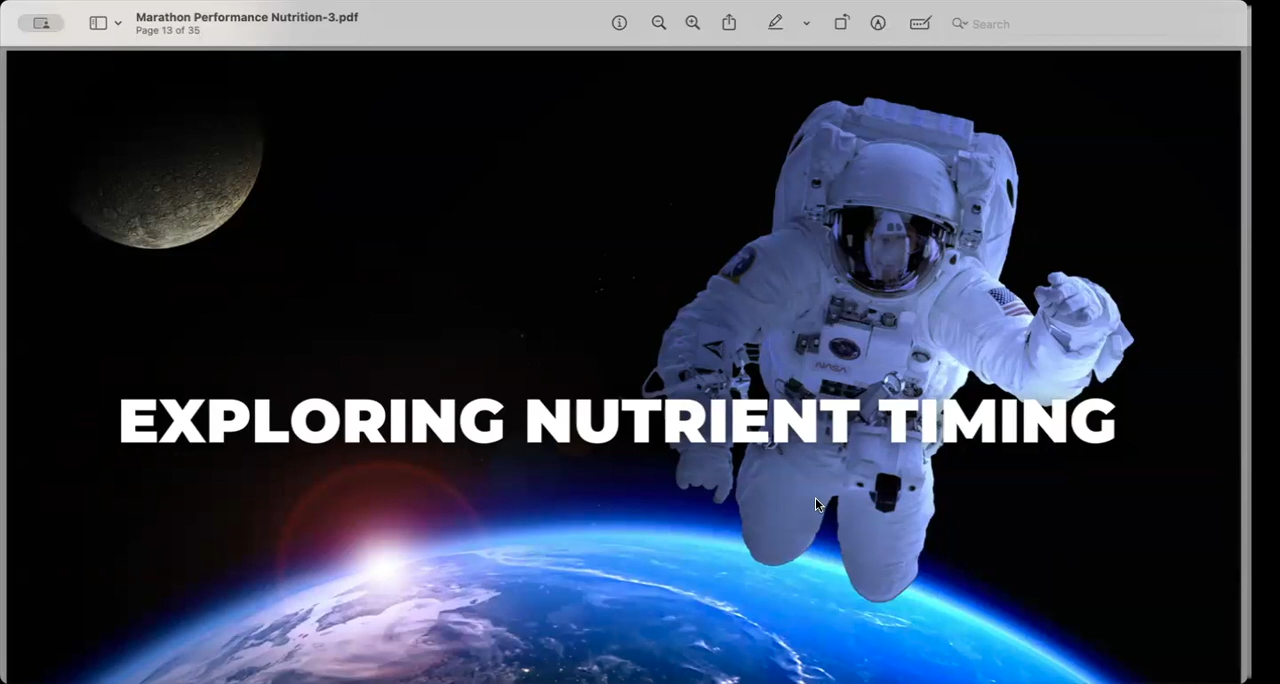 Marathon Performance Nutrition-3.pdf
Page 13 of 35
Search
NASA
EXPLORING NUTRIENT TIMING